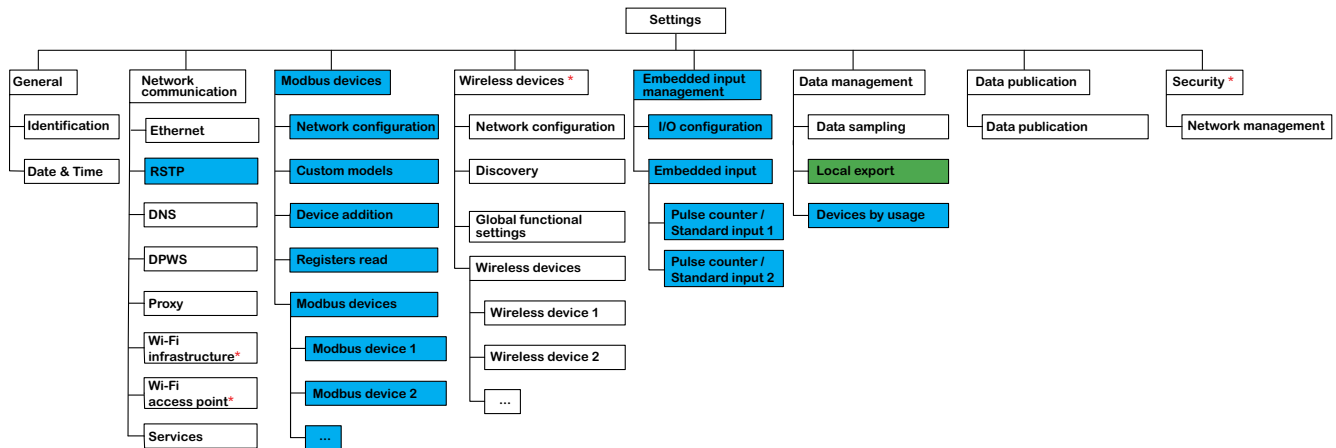 Settings
General
Identification
Date & Time
Network
communication
Ethernet
RSTP
DNS
DPWS
Proxy
Wi-Fi
infrastructure*
Wi-Fi
access point*
Services
Modbus devices
Network configuration
Custom models
Device addition
Registers read
Modbus devices
Modbus device 1
Modbus device 2
...
Wireless devices *
Network configuration
Discovery
Global functional
settings
Wireless devices
Wireless device 1
Wireless device 2
...
Embedded input
management
I/O configuration
Embedded input
Pulse counter /
Standard input 1
Pulse counter /
Standard input 2
Data management
Data sampling
Local export
Devices by usage
Data publication
Data publication
Security *
Network management